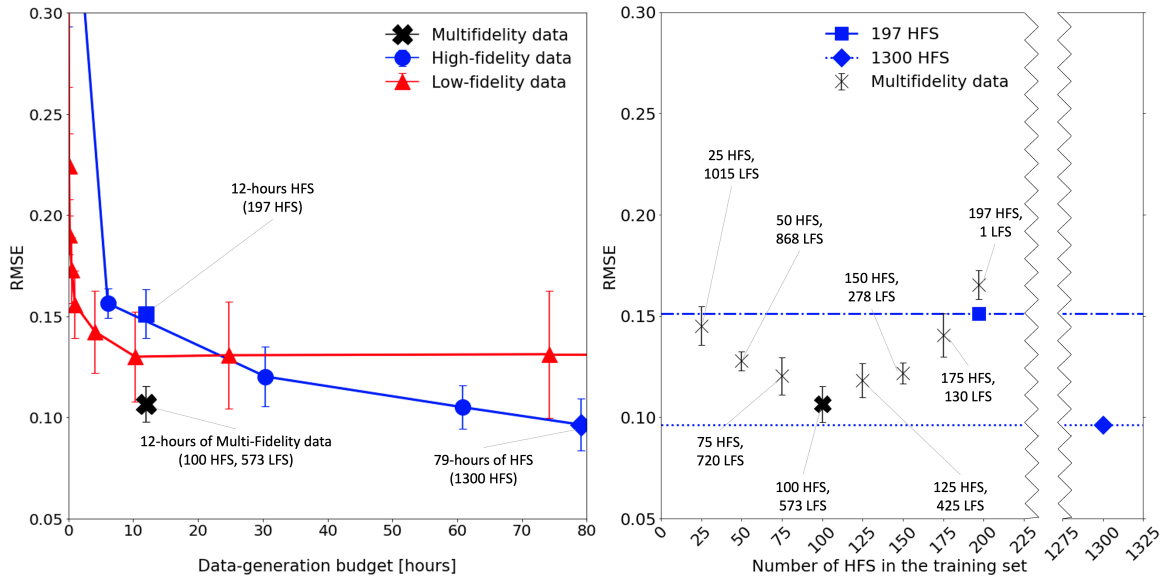 0.30
0.25
0.20
0.15
0.10
0.05
RMSE
0
10
20
30
40
50
60
70
80
Data-generation budget [hours]
Multifidelity data
High-fidelity data
Low-fidelity data
12-hours HFS
(197 HFS)
12-hours of Multi-Fidelity data
(100 HFS, 573 LFS)
79-hours of HFS
(1300 HFS)
0.30
0.25
0.20
0.15
0.10
0.05
RMSE
25
50
75
100
125
150
175
200
225
1275
1300
1325
Number of HFS in the training set
197 HFS
1300 HFS
Multifidelity data
25 HFS,
1015 LFS
50 HFS,
868 LFS
150 HFS,
278 LFS
197 HFS,
1 LFS
75 HFS,
720 LFS
100 HFS,
573 LFS
125 HFS,
425 LFS
175 HFS,
130 LFS